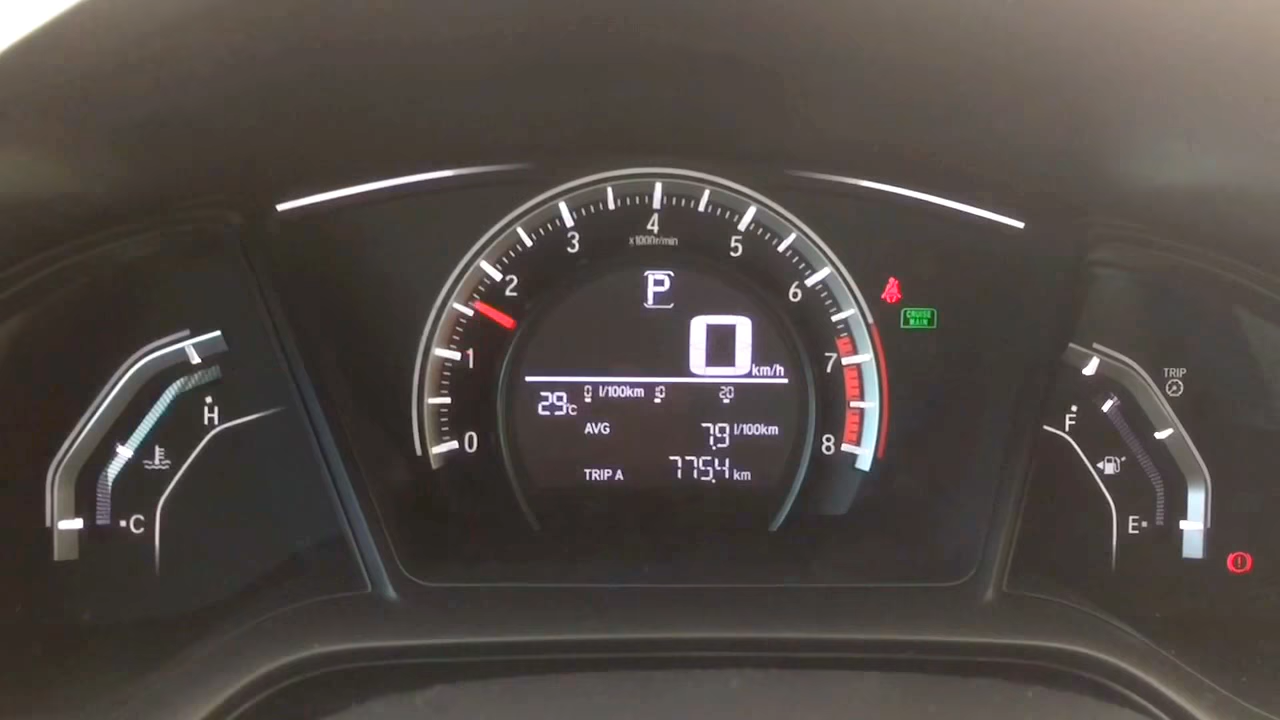 4
3
5
x1000r/min
2
6
P
1
7
0
8
0 km/h
0 l/100km 10 20
29°C
AVG 7.9 l/100km
TRIP A 775.4 km
CRUISE
MAIN
H
C
TRIP
F
E